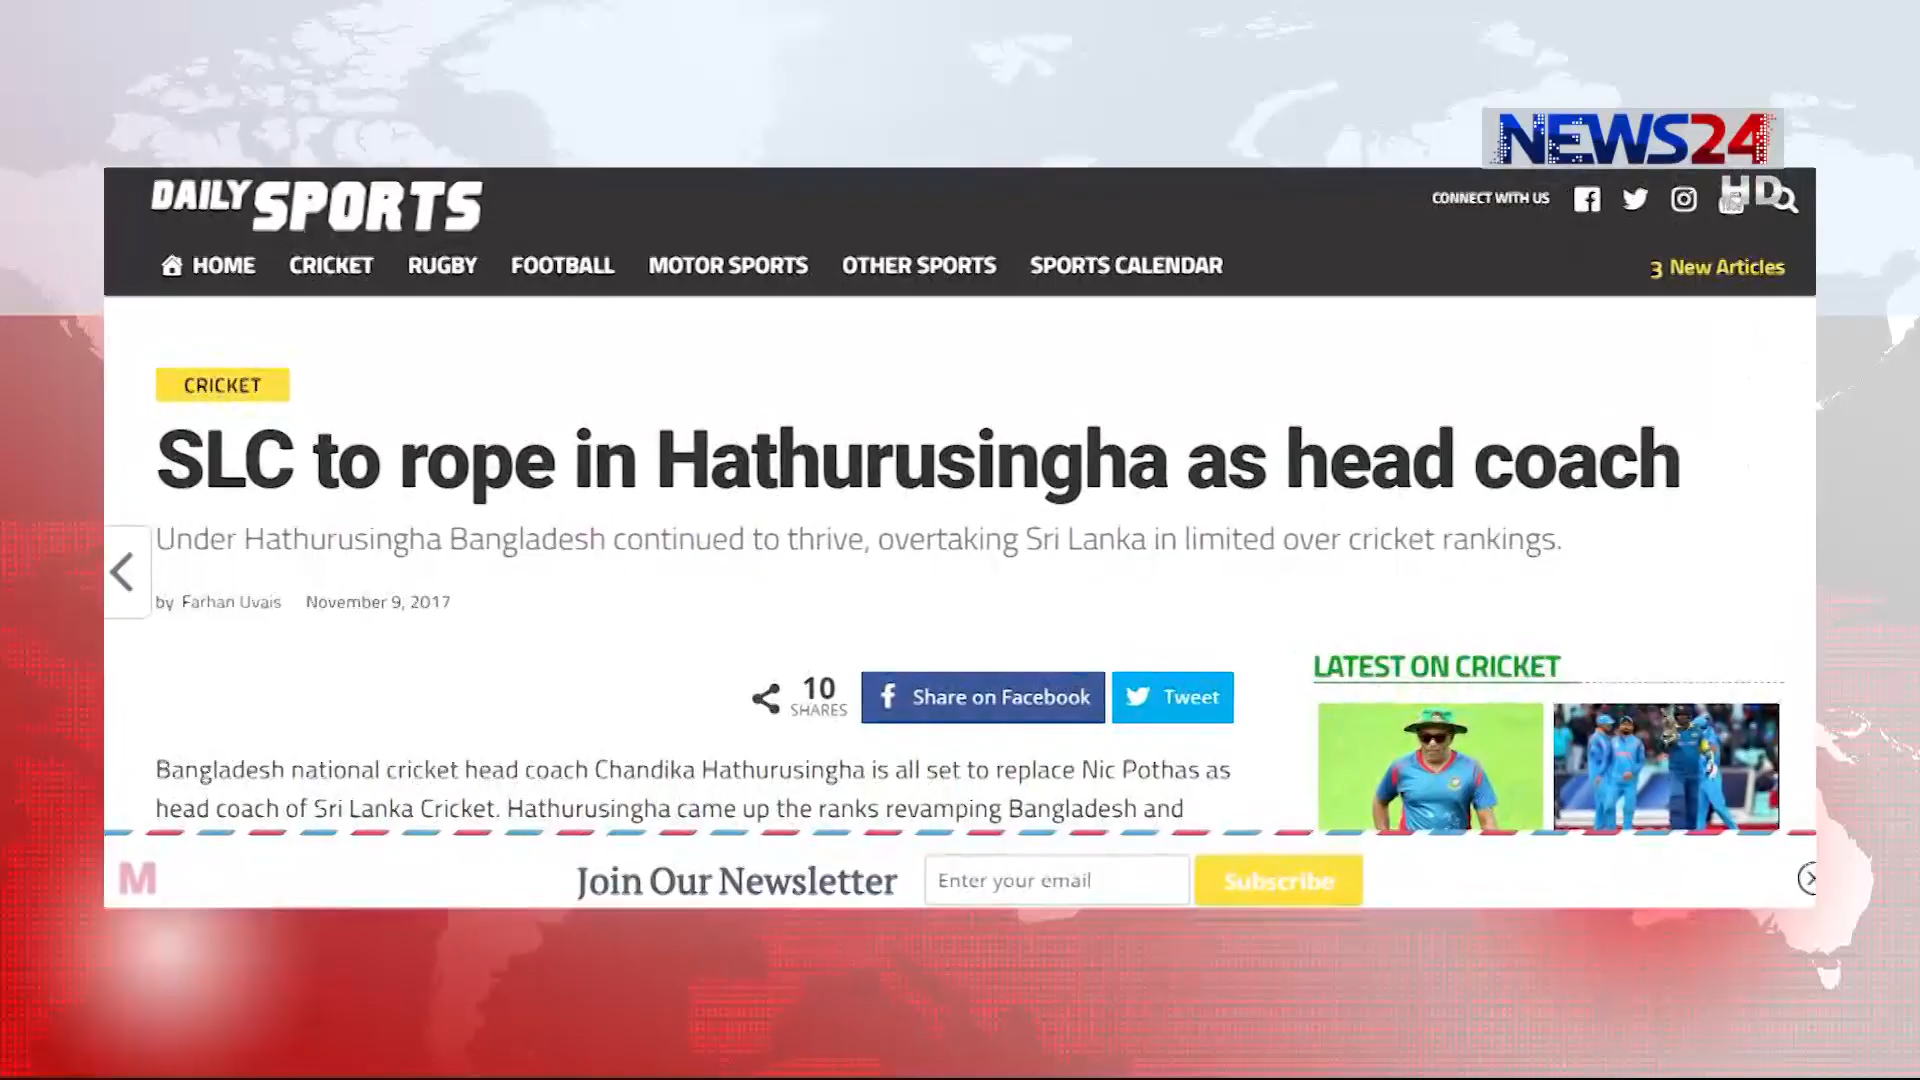 NEWS24
HD
DAILY SPORTS
CONNECT WITH US
HOME CRICKET RUGBY FOOTBALL MOTOR SPORTS OTHER SPORTS SPORTS CALENDAR
3 New Articles
CRICKET
SLC to rope in Hathurusingha as head coach
Under Hathurusingha Bangladesh continued to thrive, overtaking Sri Lanka in limited over cricket rankings.
by Farhan Uvais November 9, 2017
10
SHARES
Share on Facebook
Tweet
LATEST ON CRICKET
Bangladesh national cricket head coach Chandika Hathurusingha is all set to replace Nic Pothas as
head coach of Sri Lanka Cricket. Hathurusingha came up the ranks revamping Bangladesh and
M
Join Our Newsletter
Enter your email
Subscribe